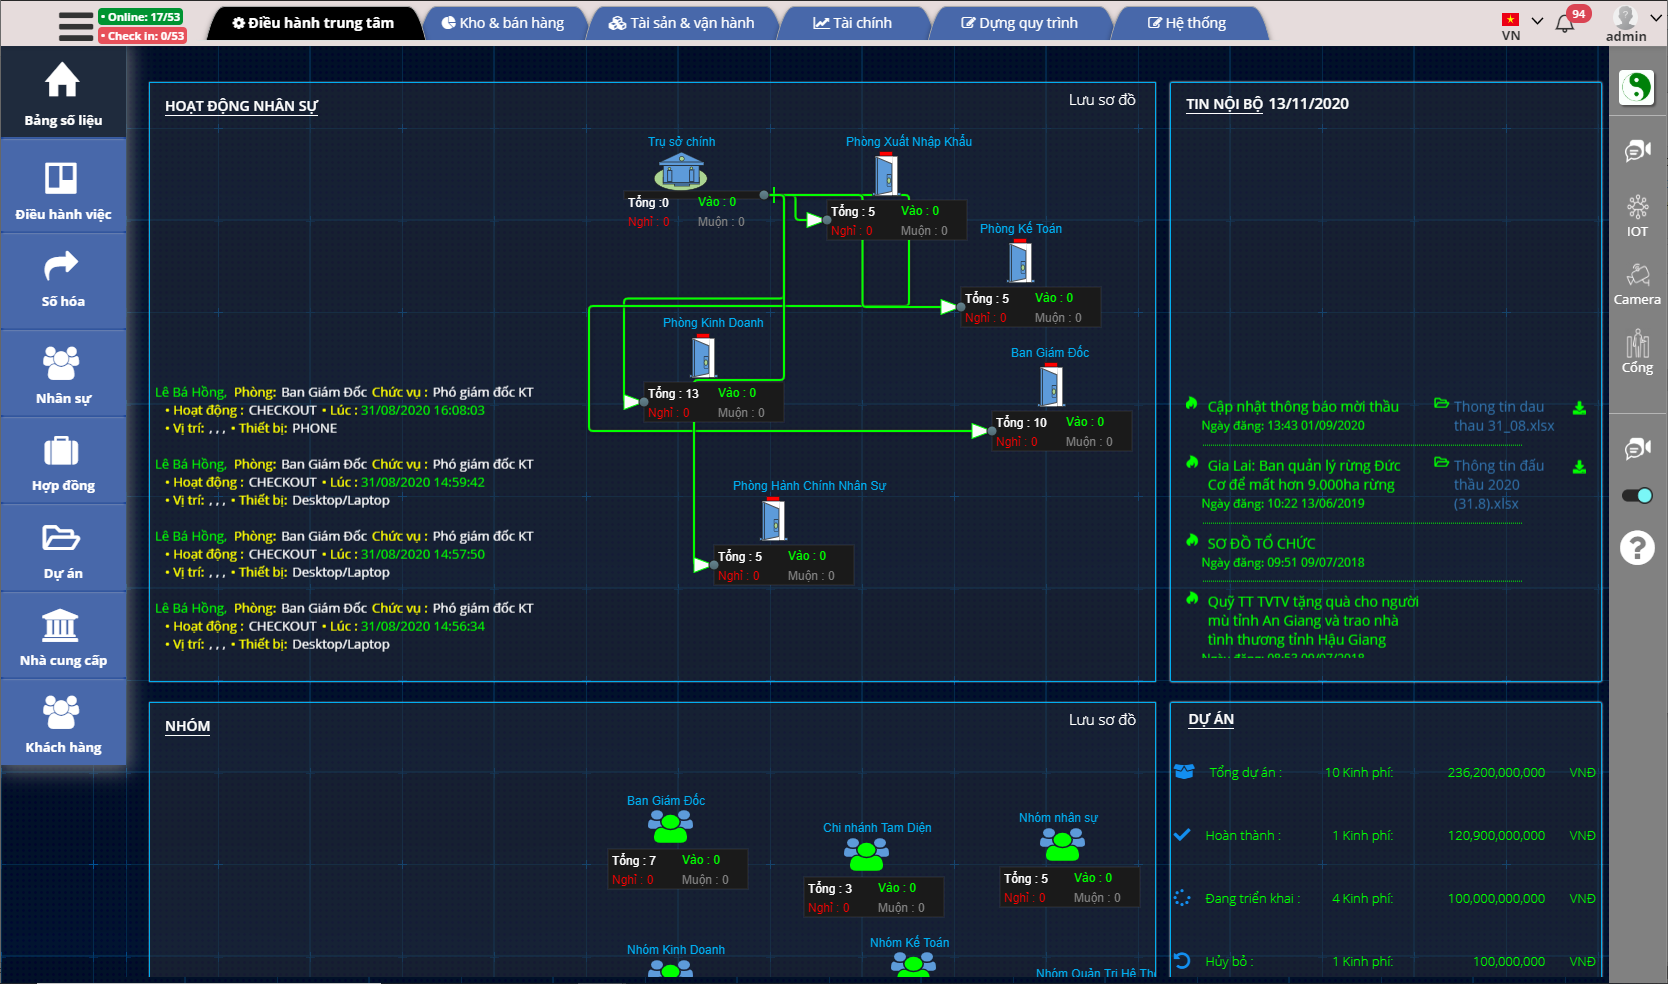 • Online: 17/53
• Check In: 0/53
Điều hành trung tâm
Kho & bán hàng
Tài sản & vận hành
Tài chính
Dựng quy trình
Hệ thống
VN
94
admin
Bảng số liệu
Điều hành việc
Số hóa
Nhân sự
Hợp đồng
Dự án
Nhà cung cấp
Khách hàng
HOẠT ĐỘNG NHÂN SỰ
Lưu sơ đồ
Trụ sở chính
Tổng :0 Vào : 0
Nghỉ : 0 Muộn : 0
Phòng Xuất Nhập Khẩu
Tổng : 5 Vào : 0
Nghỉ : 0 Muộn : 0
Phòng Kế Toán
Tổng : 5 Vào : 0
Nghỉ : 0 Muộn : 0
Phòng Kinh Doanh
Tổng : 13 Vào : 0
Nghỉ : 0 Muộn : 0
Ban Giám Đốc
Tổng : 10 Vào : 0
Nghỉ : 0 Muộn : 0
Phòng Hành Chính Nhân Sự
Tổng : 5 Vào : 0
Nghỉ : 0 Muộn : 0
Lê Bá Hồng, Phòng: Ban Giám Đốc Chức vụ : Phó giám đốc KT
• Hoạt động : CHECKOUT • Lúc : 31/08/2020 16:08:03
• Vị trí: , , , • Thiết bị: PHONE
Lê Bá Hồng, Phòng: Ban Giám Đốc Chức vụ : Phó giám đốc KT
• Hoạt động : CHECKOUT • Lúc : 31/08/2020 14:59:42
• Vị trí: , , , • Thiết bị: Desktop/Laptop
Lê Bá Hồng, Phòng: Ban Giám Đốc Chức vụ : Phó giám đốc KT
• Hoạt động : CHECKOUT • Lúc : 31/08/2020 14:57:50
• Vị trí: , , , • Thiết bị: Desktop/Laptop
Lê Bá Hồng, Phòng: Ban Giám Đốc Chức vụ : Phó giám đốc KT
• Hoạt động : CHECKOUT • Lúc : 31/08/2020 14:56:34
• Vị trí: , , , • Thiết bị: Desktop/Laptop
TIN NỘI BỘ 13/11/2020
Cập nhật thông báo mời thầu
Ngày đăng: 13:43 01/09/2020
Thong tin dau
thau 31_08.xlsx
Gia Lai: Ban quản lý rừng Đức
Cơ để mất hơn 9.000ha rừng
Ngày đăng: 10:22 13/06/2019
Thông tin đấu
thầu 2020
(31.8).xlsx
SƠ ĐỒ TỔ CHỨC
Ngày đăng: 09:51 09/07/2018
Quỹ TT TVTV tặng quà cho người
mù tỉnh An Giang và trao nhà
tình thương tỉnh Hậu Giang
Ngày đăng: 08:53 09/07/2018
IOT
Camera
Cổng
?
NHÓM
Lưu sơ đồ
Ban Giám Đốc
Tổng : 7 Vào : 0
Nghỉ : 0 Muộn : 0
Chi nhánh Tam Diện
Tổng : 3 Vào : 0
Nghỉ : 0 Muộn : 0
Nhóm nhân sự
Tổng : 5 Vào : 0
Nghỉ : 0 Muộn : 0
Nhóm Kinh Doanh
Nhóm Kế Toán
Nhóm Quản Trị Hệ Th
DỰ ÁN
Tổng dự án : 10 Kinh phí: 236,200,000,000 VNĐ
Hoàn thành : 1 Kinh phí: 120,900,000,000 VNĐ
Đang triển khai : 4 Kinh phí: 100,000,000,000 VNĐ
Hủy bỏ : 1 Kinh phí: 100,000,000 VNĐ